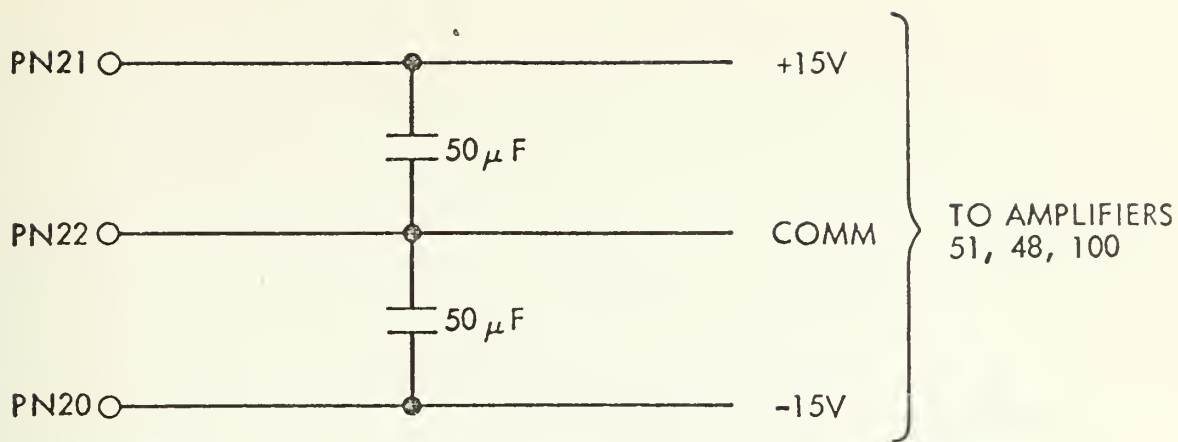 PN21 +15V
50 μF
PN22 COMM
TO AMPLIFIERS
51, 48, 100
50 μF
PN20 -15V